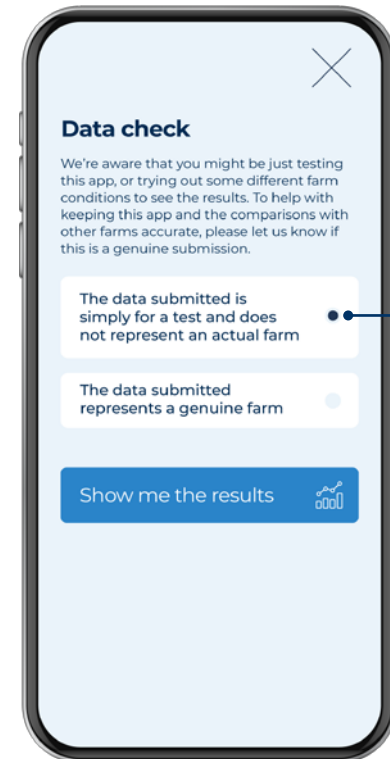 Data check
We're aware that you might be just testing
this app, or trying out some different farm
conditions to see the results. To help with
keeping this app and the comparisons with
other farms accurate, please let us know if
this is a genuine submission.
The data submitted is
simply for a test and does
not represent an actual farm
The data submitted
represents a genuine farm
Show me the results